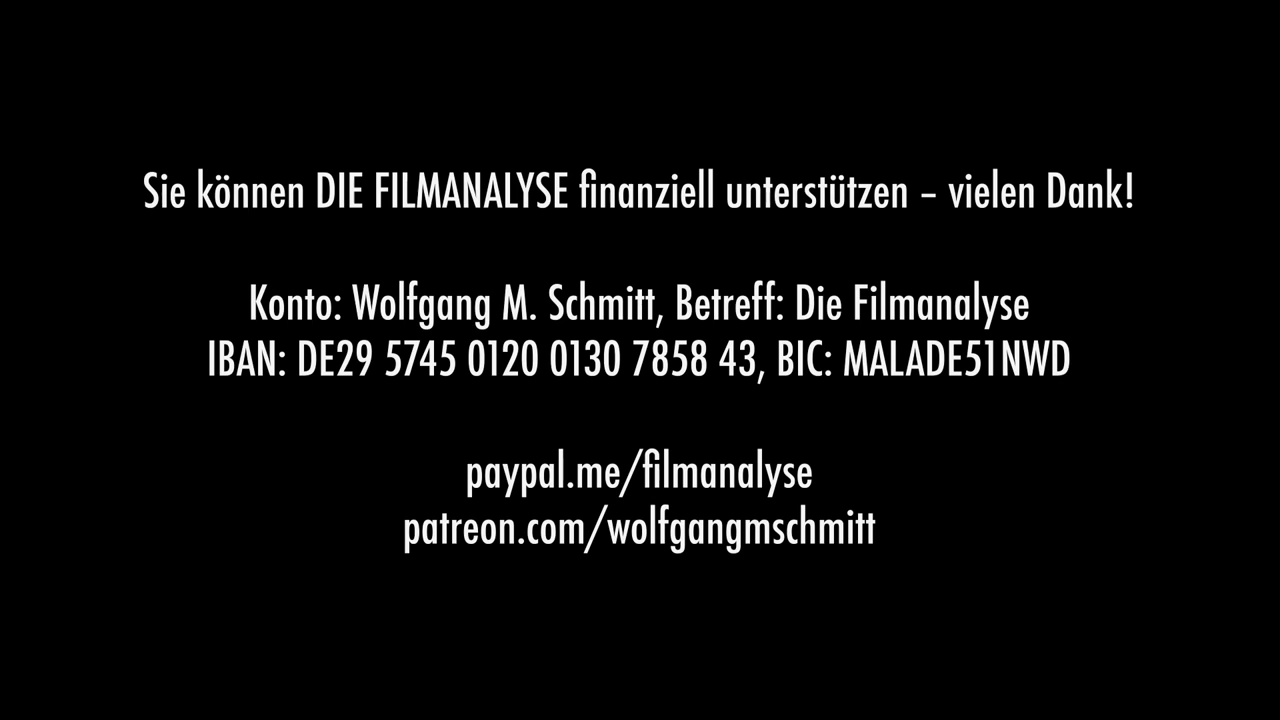 Sie können DIE FILMANALYSE finanziell unterstützen – vielen Dank!
Konto: Wolfgang M. Schmitt, Betreff: Die Filmanalyse
IBAN: DE29 5745 0120 0130 7858 43, BIC: MALADE51NWD
paypal.me/filmanalyse
patreon.com/wolfgangmschmitt